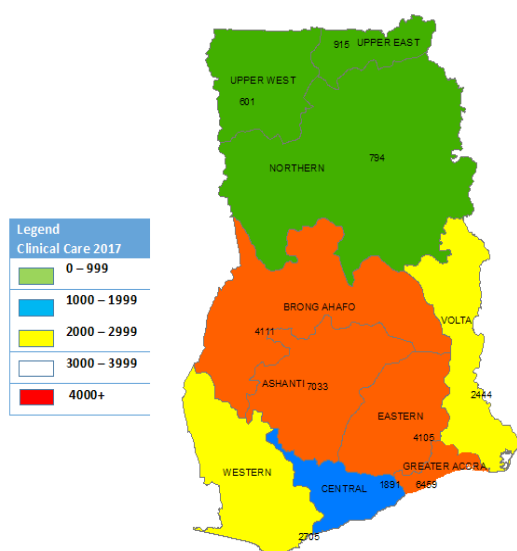 915 UPPER EAST
UPPER WEST
601
794
NORTHERN
Legend
Clinical Care 2017
0 – 999
1000 – 1999
2000 – 2999
3000 – 3999
4000+
BRONG AHAFO
4111
VOLTA
ASHANTI 7033
2444
EASTERN
4105
GREATER ACCRA
WESTERN
CENTRAL
1891
6459
2705